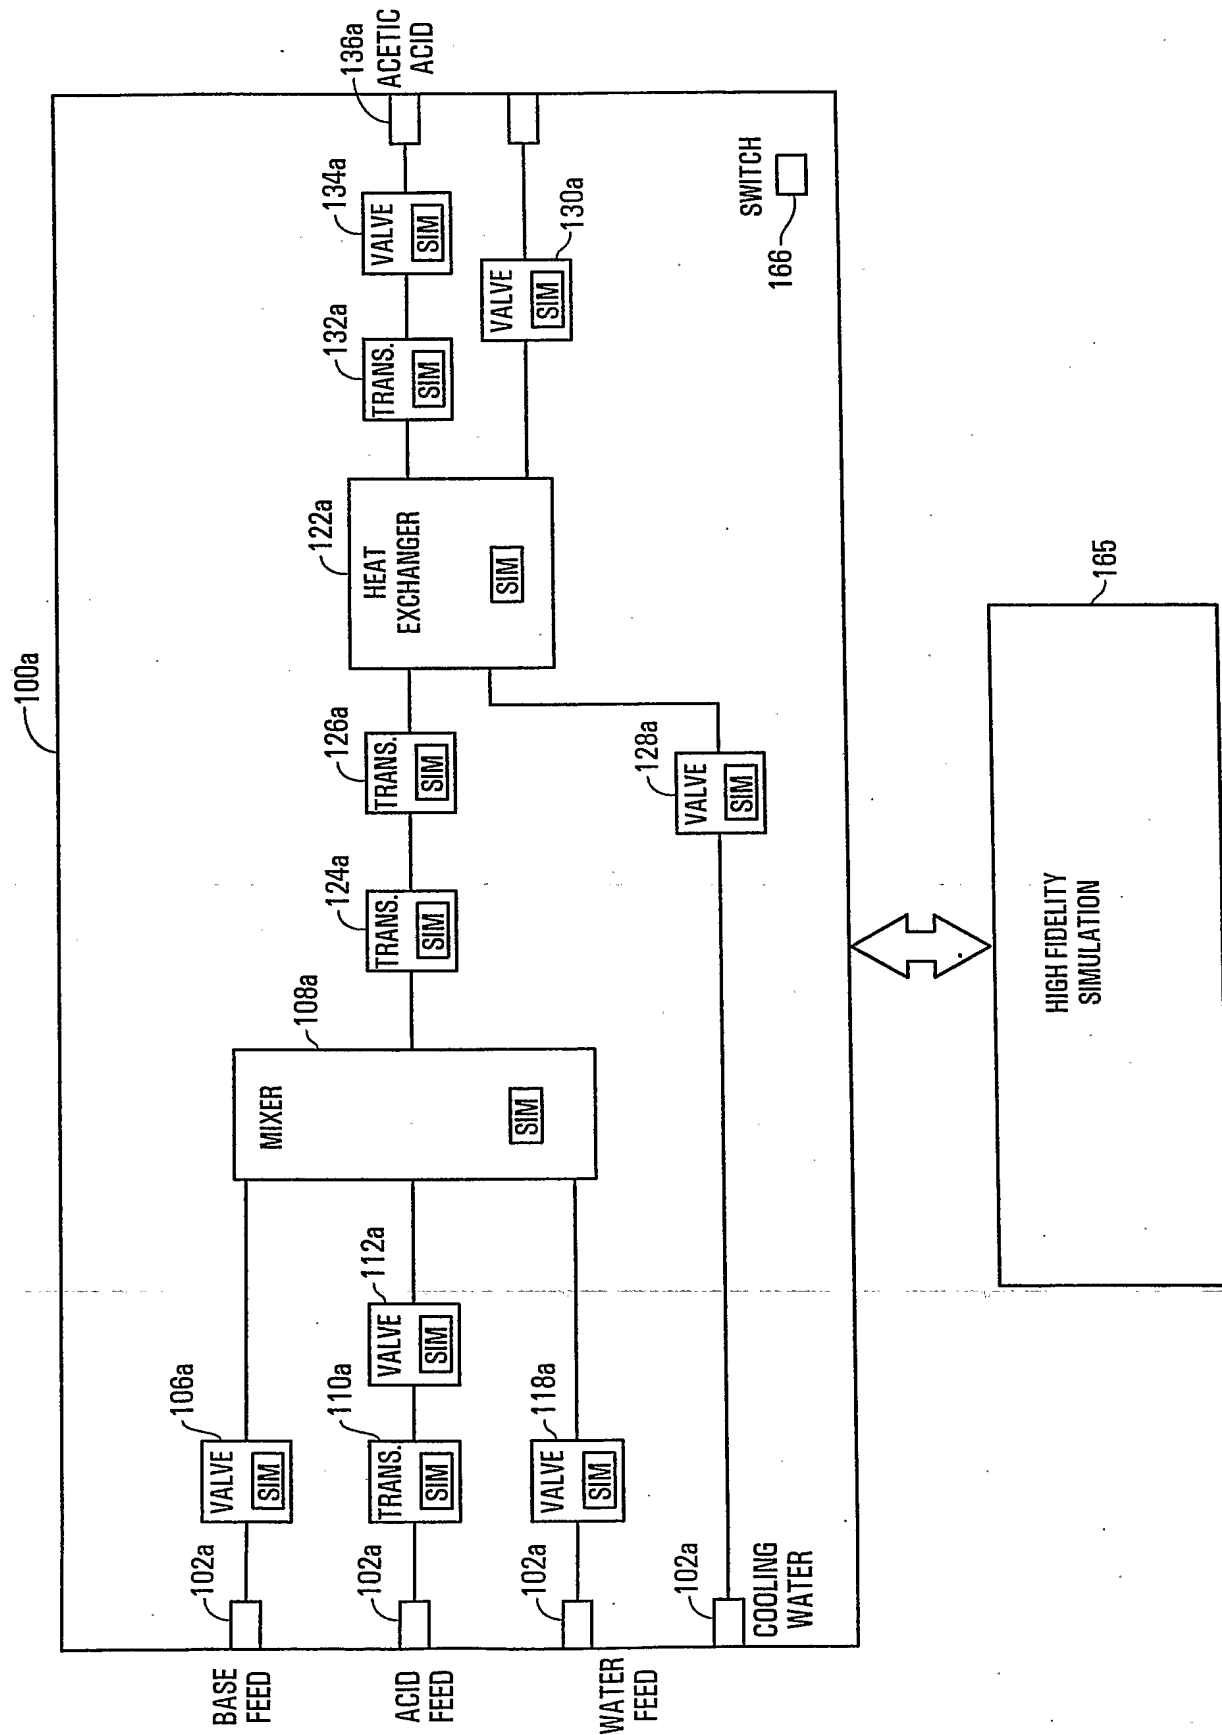 100a
BASE
FEED
102a
VALVE
SIM
106a
ACID
FEED
102a
TRANS.
SIM
110a
VALVE
SIM
112a
WATER
FEED
102a
VALVE
SIM
118a
102a
COOLING
WATER
MIXER
SIM
108a
TRANS.
SIM
124a
TRANS.
SIM
126a
VALVE
SIM
128a
HEAT
EXCHANGER
SIM
122a
TRANS.
SIM
132a
VALVE
SIM
134a
136a
ACETIC
ACID
VALVE
SIM
130a
SWITCH
166
HIGH FIDELITY
SIMULATION
165